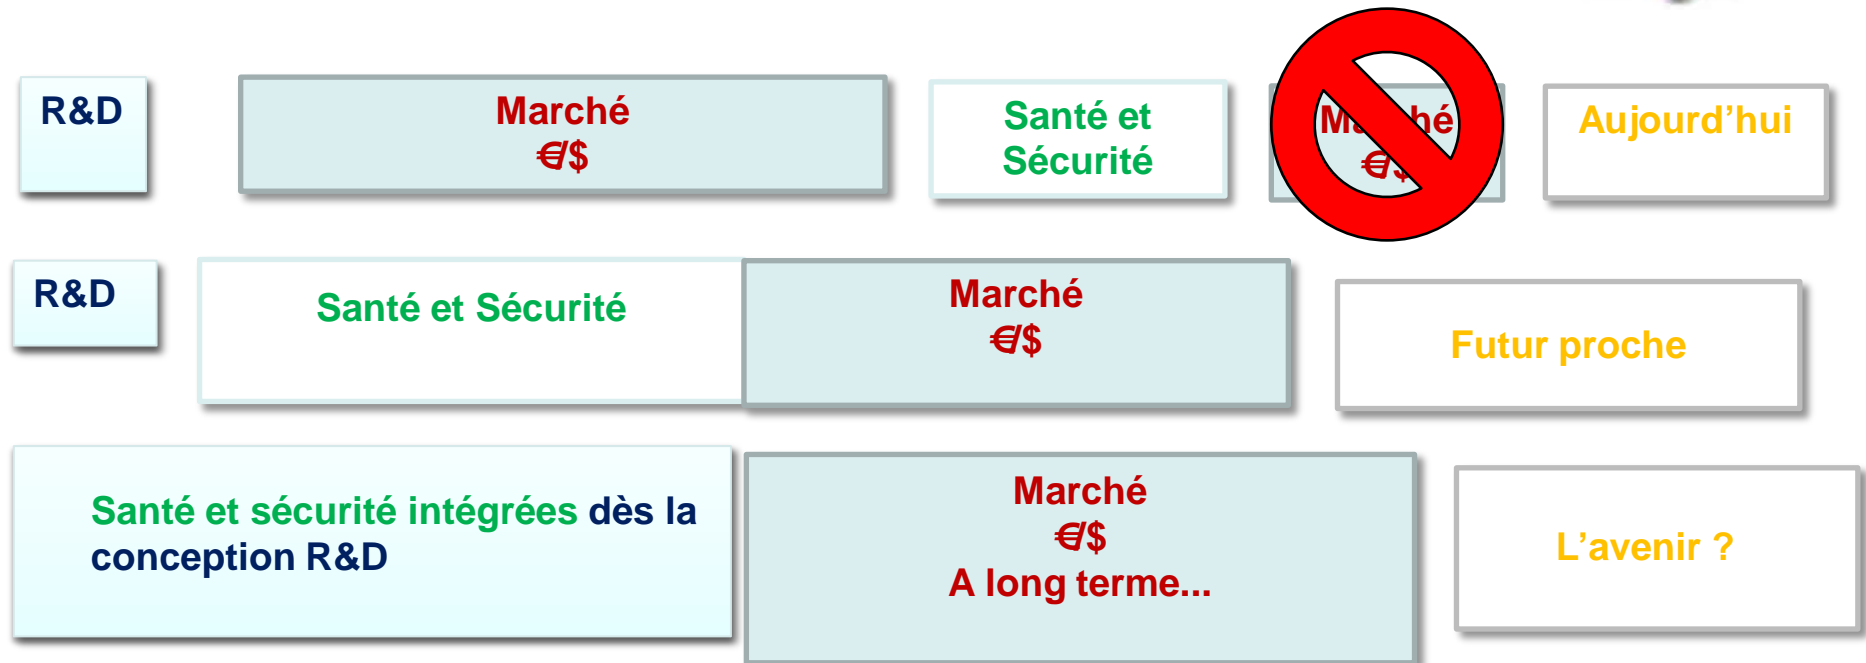 R&D
Marché
€/$
Santé et
Sécurité
Marché
€/$
Aujourd’hui
R&D
Santé et Sécurité
Marché
€/$
Futur proche
Santé et sécurité intégrées dès la
conception R&D
Marché
€/$
A long terme...
L’avenir ?